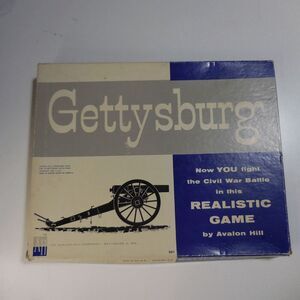 Gettysburg
Now YOU fight
the Civil War Battle
in this
REALISTIC
GAME
by Avalon Hill